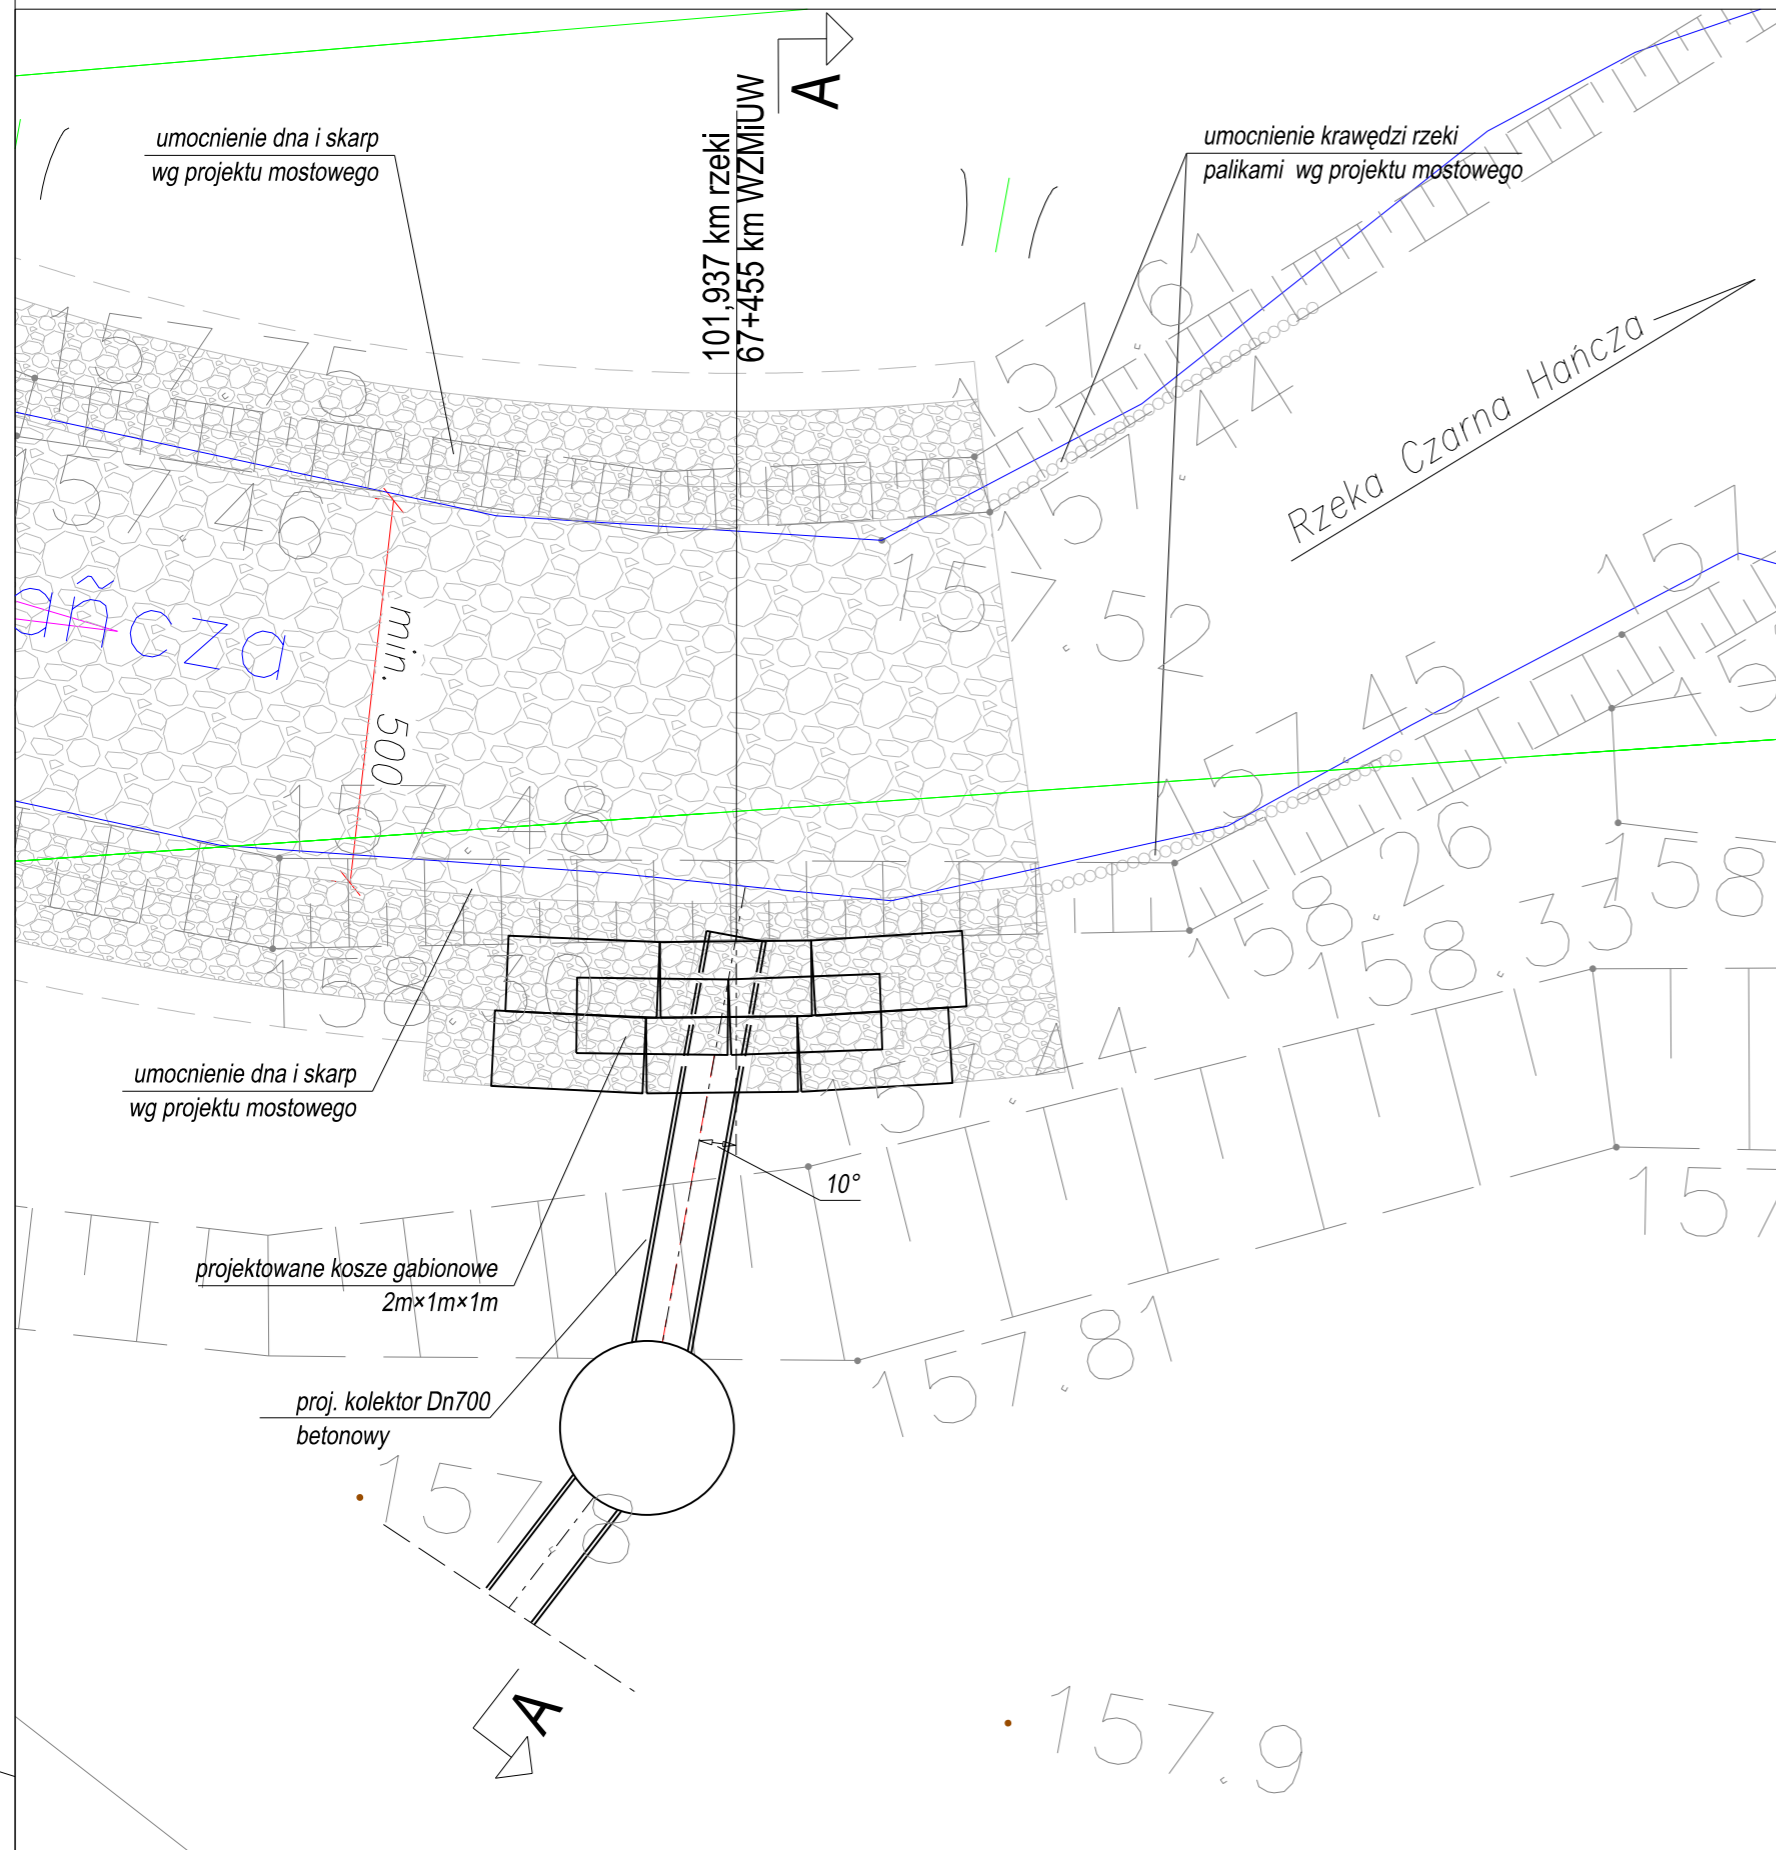 A
umocnienie dna i skarp
wg projektu mostowego
101,937 km rzeki
67+455 km WZMiUW
umocnienie krawędzi rzeki
palikami wg projektu mostowego
157.75
157.61
157.44
Rzeka Czarna Hańcza
157.46
157.52
157
ańcza
min. 500
157.45
157.48
158.26
158.33
158
158.30
157.44
umocnienie dna i skarp
wg projektu mostowego
10°
157
projektowane kosze gabionowe
2m×1m×1m
157.81
proj. kolektor Dn700
betonowy
157.8
A
157.9